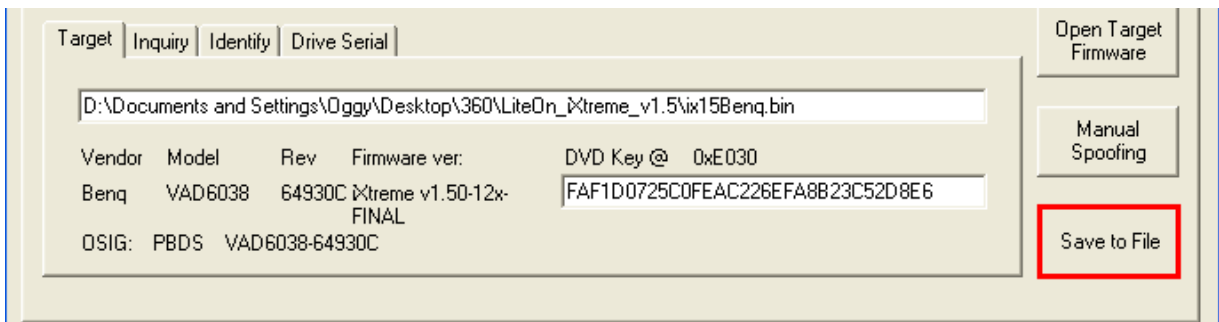 Target Inquiry Identify Drive Serial
Open Target
Firmware
D:\Documents and Settings\Oggy\Desktop\360\LiteOn_iXtreme_v1.5\ix15Benq.bin
Manual
Spoofing
Vendor Model Rev Firmware ver: DVD Key @ 0xE030
Benq VAD6038 64930C iXtreme v1.50-12x-
FINAL
FAF1D0725C0FEAC226EFA8B23C52D8E6
OSIG: PBDS VAD6038-64930C
Save to File